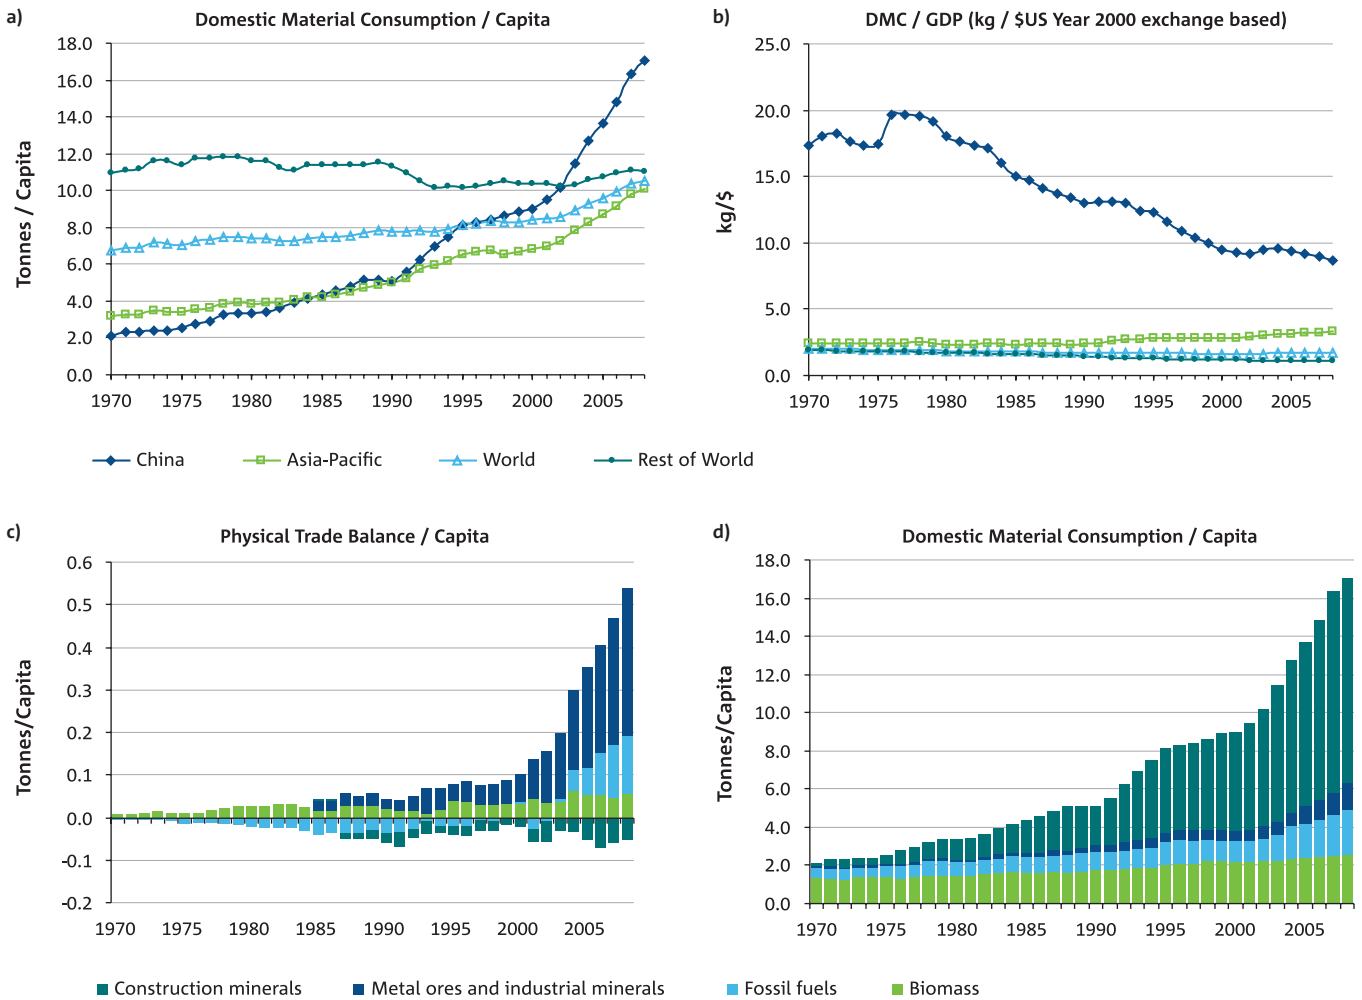 a) Domestic Material Consumption / Capita
Tonnes / Capita
18.0
16.0
14.0
12.0
10.0
8.0
6.0
4.0
2.0
0.0
1970 1975 1980 1985 1990 1995 2000 2005
b) DMC / GDP (kg / $US Year 2000 exchange based)
kg/$
25.0
20.0
15.0
10.0
5.0
0.0
1970 1975 1980 1985 1990 1995 2000 2005
China Asia-Pacific World Rest of World
c) Physical Trade Balance / Capita
Tonnes/Capita
0.6
0.5
0.4
0.3
0.2
0.1
0.0
-0.1
-0.2
1970 1975 1980 1985 1990 1995 2000 2005
d) Domestic Material Consumption / Capita
Tonnes/Capita
18.0
16.0
14.0
12.0
10.0
8.0
6.0
4.0
2.0
0.0
1970 1975 1980 1985 1990 1995 2000 2005
Construction minerals Metal ores and industrial minerals Fossil fuels Biomass